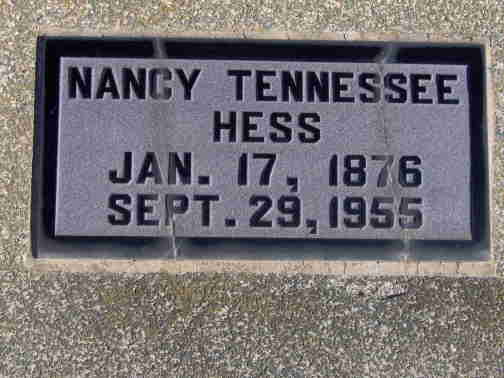 NANCY TENNESSEE
HESS
JAN. 17, 1876
SEPT. 29, 1955